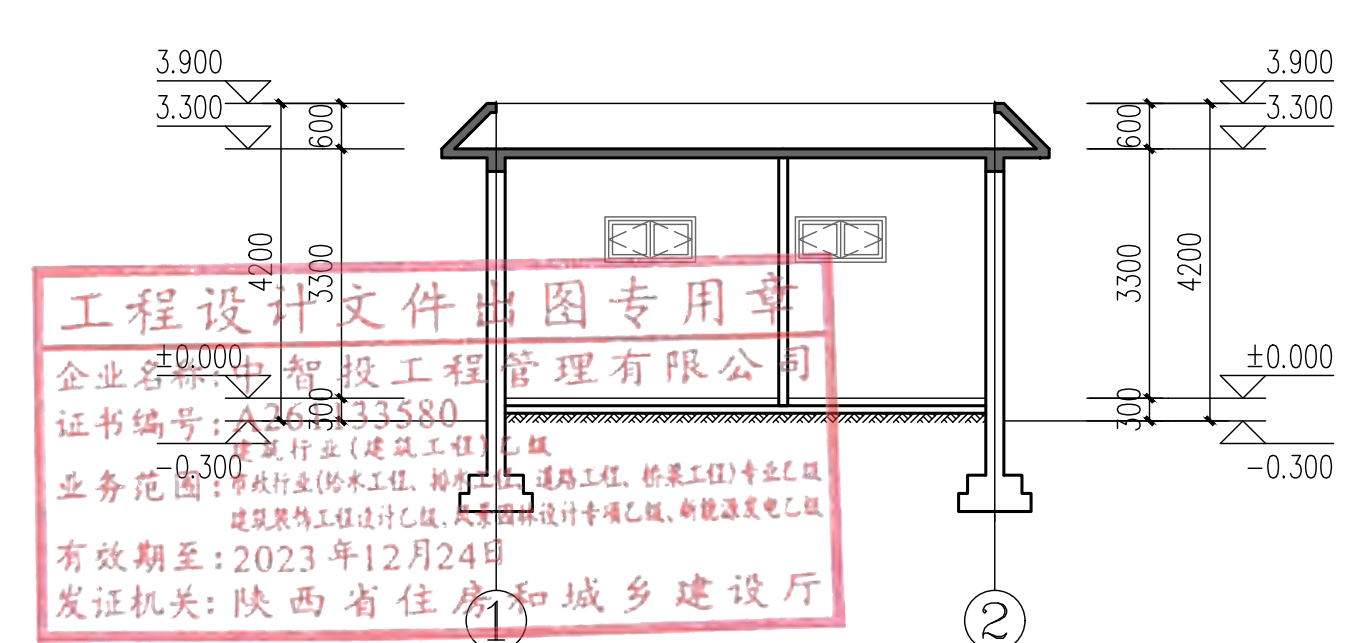 3.900
3.300
600
4200
3300
±0.000
300
-0.300
3.900
3.300
600
3300
4200
±0.000
300
-0.300
工程设计文件出图专用章
企业名称:中智投工程管理有限公司
证书编号:A261133580
建筑行业(建筑工程)乙级
业务范围:市政行业(给水工程、排水工程、道路工程、桥梁工程)专业乙级
建筑装饰工程设计乙级、风景园林设计专项乙级、新能源发电乙级
有效期至:2023年12月24日
发证机关:陕西省住房和城乡建设厅
1
2